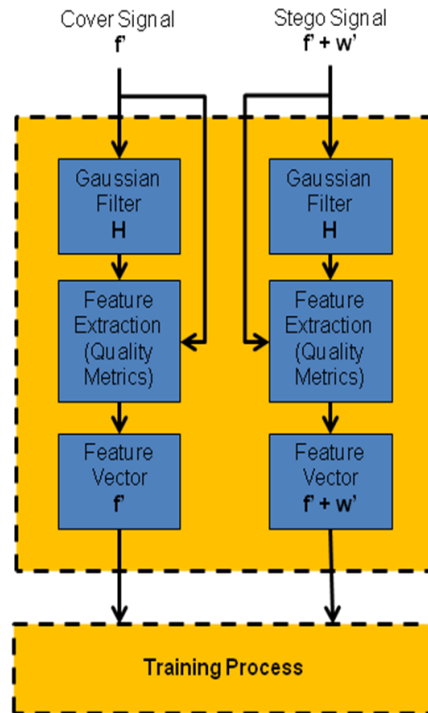 Cover Signal
f'
Stego Signal
f' + w'
Gaussian
Filter
H
Gaussian
Filter
H
Feature
Extraction
(Quality
Metrics)
Feature
Extraction
(Quality
Metrics)
Feature
Vector
f'
Feature
Vector
f' + w'
Training Process